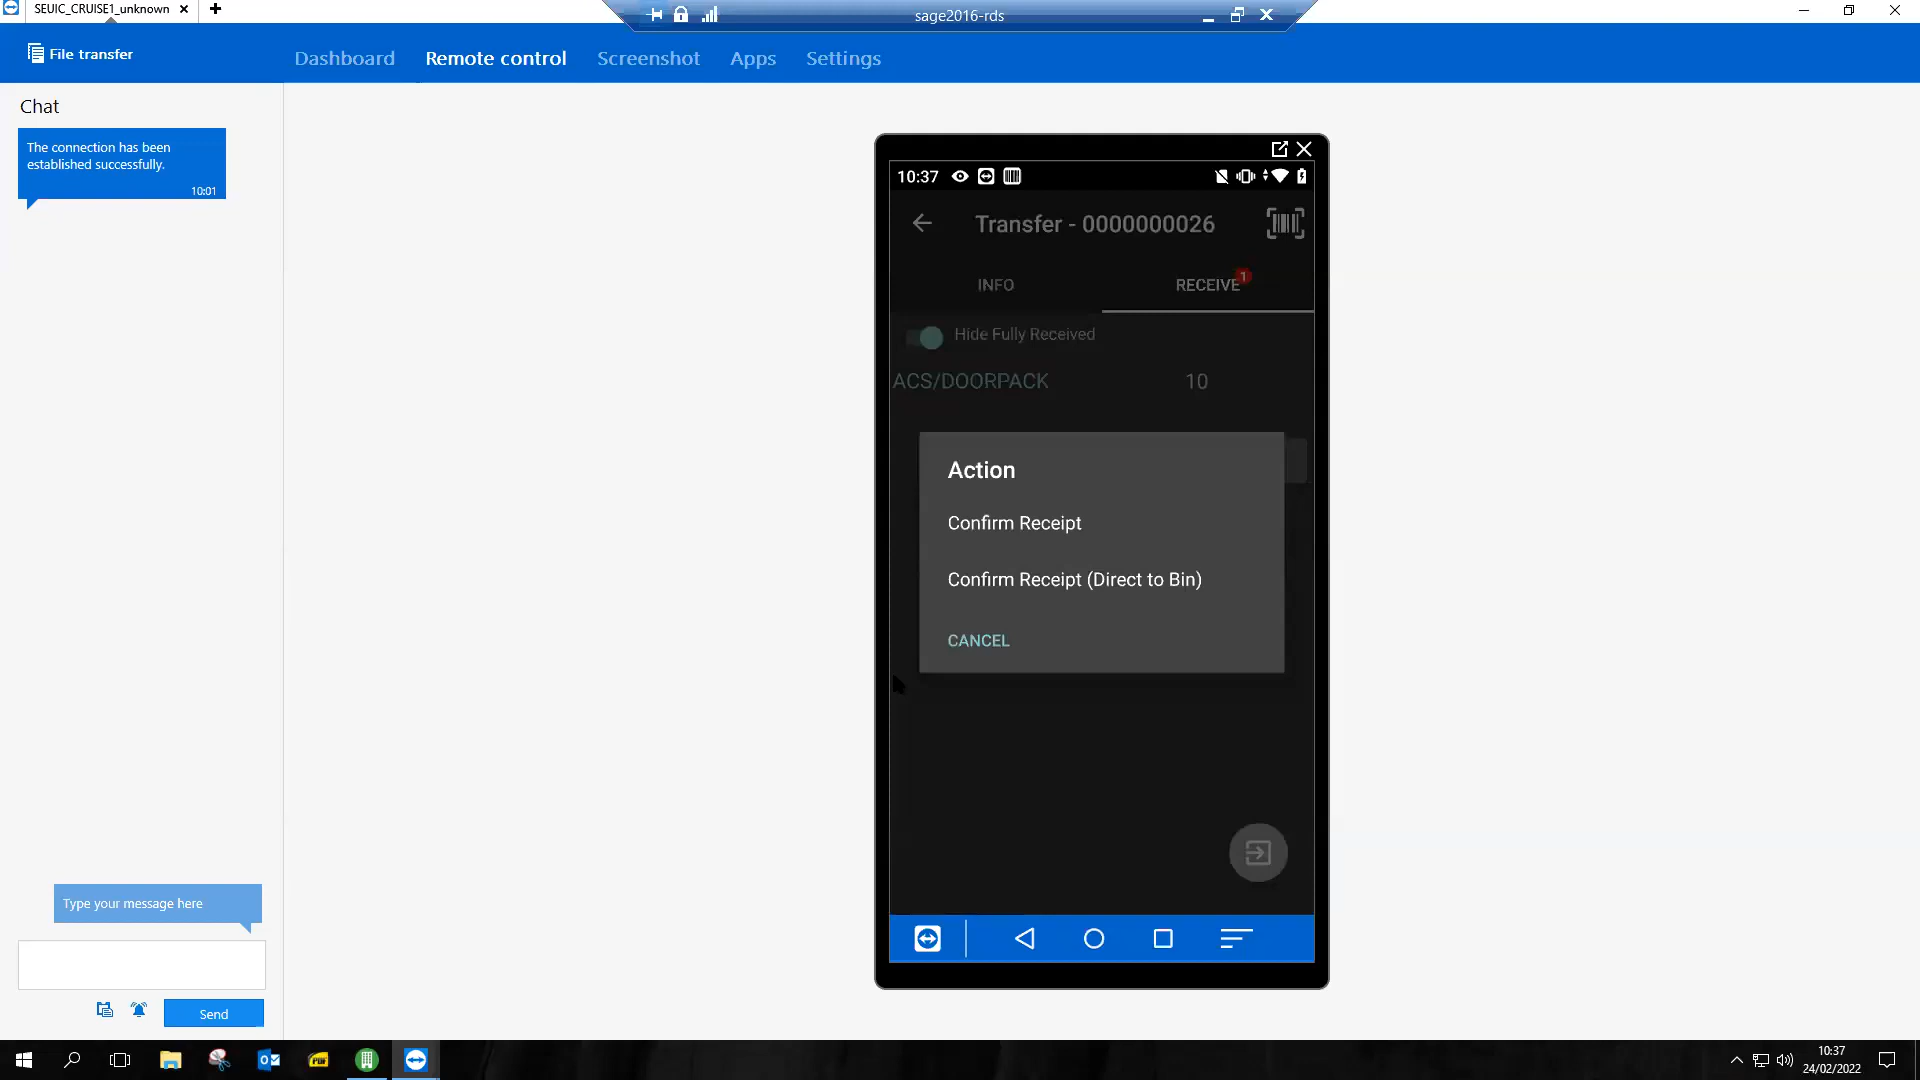 SEUIC_CRUISE1_unknown
sage2016-rds
File transfer
Dashboard
Remote control
Screenshot
Apps
Settings
Chat
The connection has been
established successfully.
10:01
10:37
Transfer - 0000000026
INFO
RECEIVE
1
Hide Fully Received
ACS/DOORPACK
10
Action
Confirm Receipt
Confirm Receipt (Direct to Bin)
CANCEL
Type your message here
Send
10:37
24/02/2022